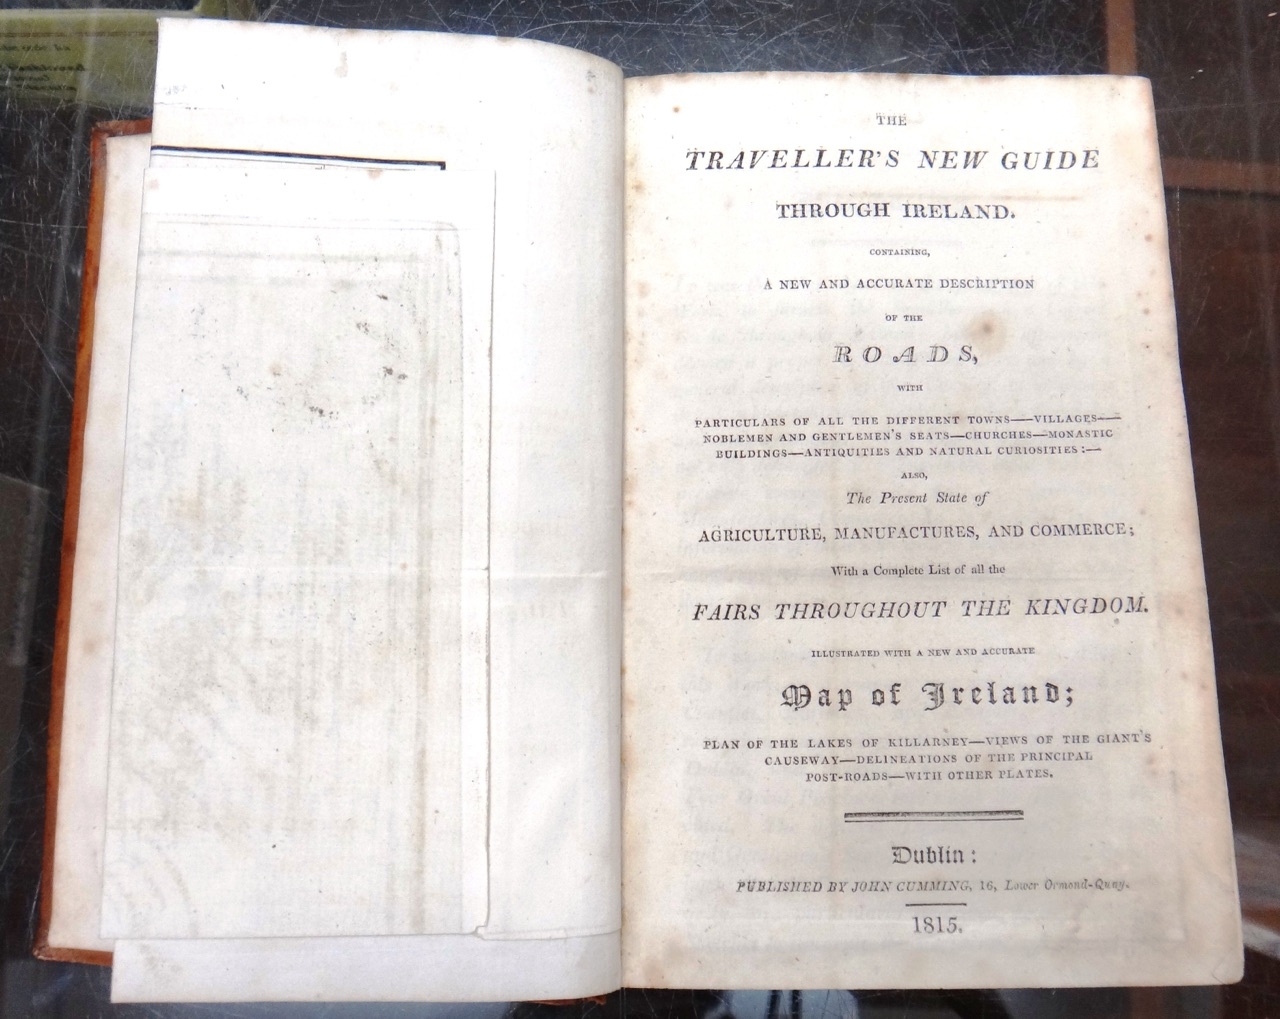 THE
TRAVELLER'S NEW GUIDE
THROUGH IRELAND.
CONTAINING,
A NEW AND ACCURATE DESCRIPTION
OF THE
ROADS,
WITH
PARTICULARS OF ALL THE DIFFERENT TOWNS—VILLAGES—
NOBLEMEN AND GENTLEMEN'S SEATS—CHURCHES—MONASTIC
BUILDINGS—ANTIQUITIES AND NATURAL CURIOSITIES:—
ALSO,
The Present State of
AGRICULTURE, MANUFACTURES, AND COMMERCE;
With a Complete List of all the
FAIRS THROUGHOUT THE KINGDOM.
ILLUSTRATED WITH A NEW AND ACCURATE
Map of Ireland;
PLAN OF THE LAKES OF KILLARNEY—VIEWS OF THE GIANT'S
CAUSEWAY—DELINEATIONS OF THE PRINCIPAL
POST-ROADS—WITH OTHER PLATES.
Dublin:
PUBLISHED BY JOHN CUMMING, 16, Lower Ormond-Quay.
1815.